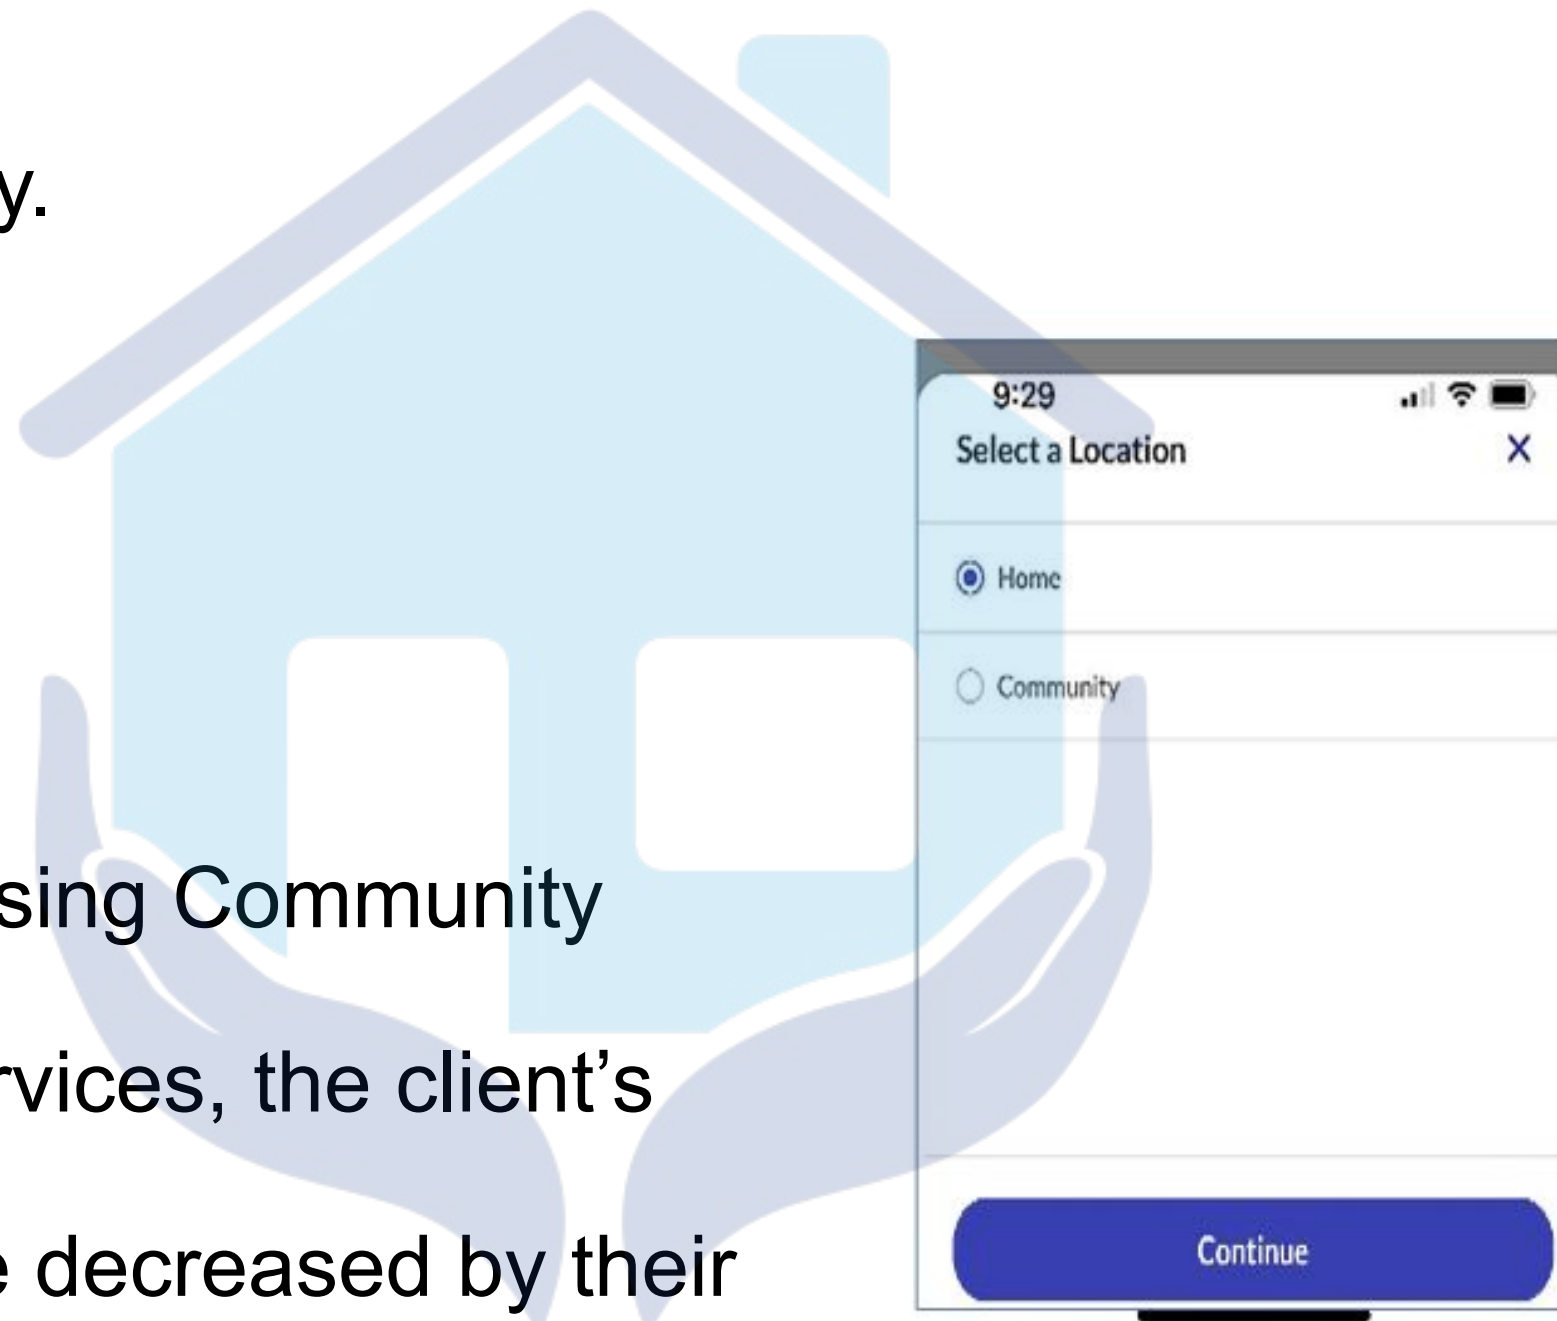 y.
9:29
Select a Location X
Home
Community
sing Community
rvices, the client’s
e decreased by their
Continue